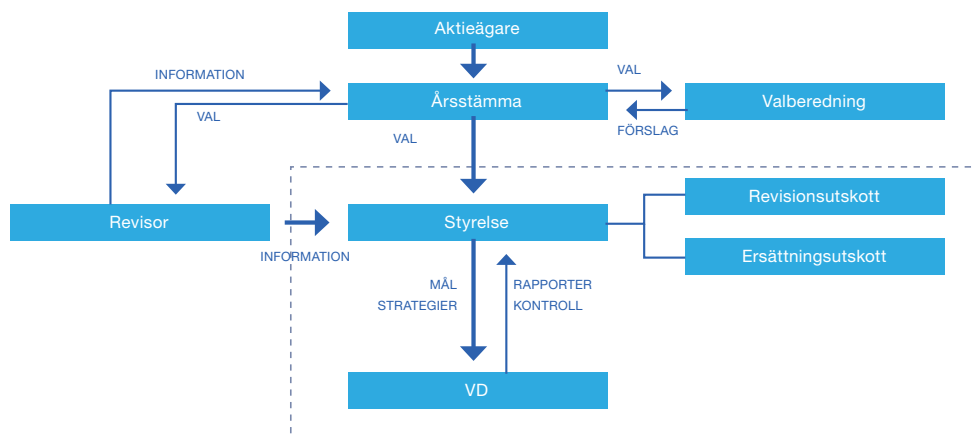 Aktieägare
INFORMATION
VAL
Årsstämma
Valberedning
VAL
FÖRSLAG
VAL
Revisionsutskott
Revisor
Styrelse
INFORMATION
Ersättningsutskott
MÅL
STRATEGIER
RAPPORTER
KONTROLL
VD